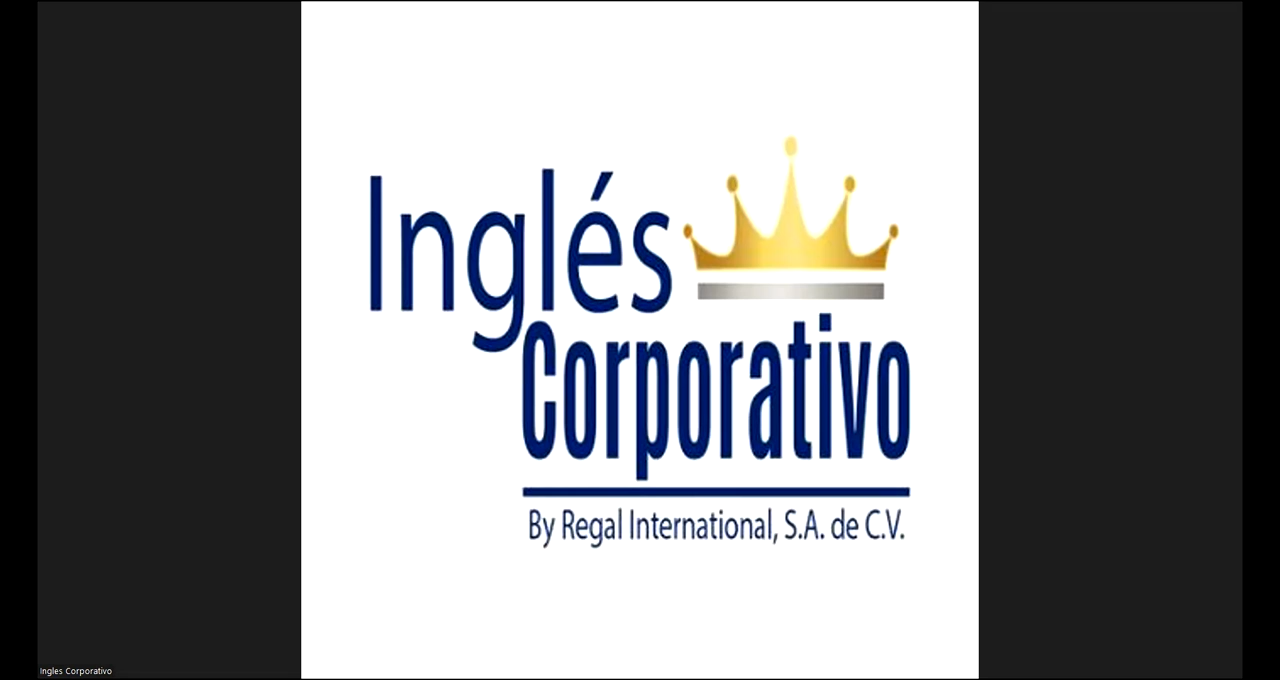 Inglés
Corporativo
By Regal International, S.A. de C.V.
Ingles Corporativo